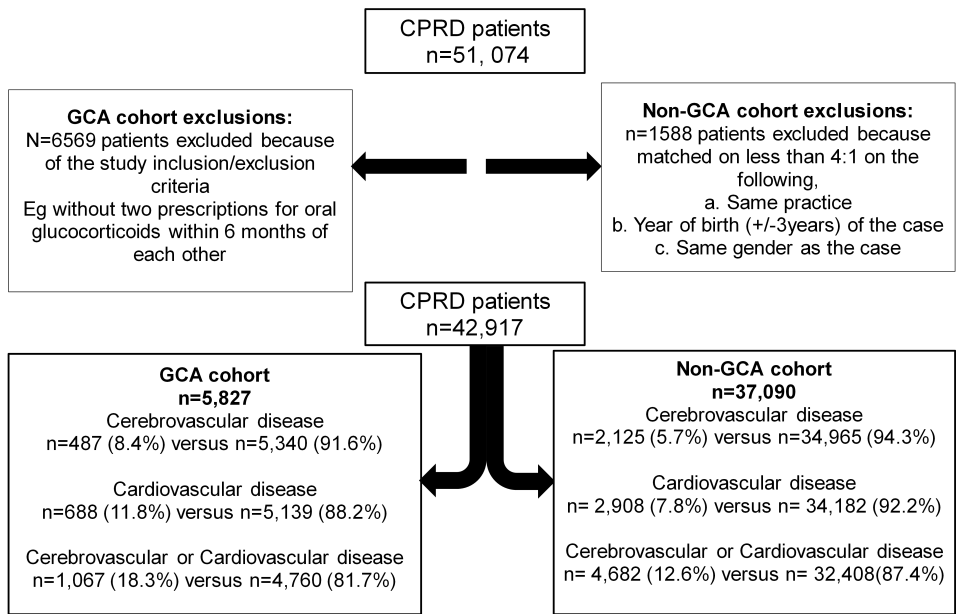 CPRD patients
n=51, 074
GCA cohort exclusions:
N=6569 patients excluded because
of the study inclusion/exclusion
criteria
Eg without two prescriptions for oral
glucocorticoids within 6 months of
each other
Non-GCA cohort exclusions:
n=1588 patients excluded because
matched on less than 4:1 on the
following,
a. Same practice
b. Year of birth (+/-3years) of the case
c. Same gender as the case
CPRD patients
n=42,917
GCA cohort
n=5,827
Cerebrovascular disease
n=487 (8.4%) versus n=5,340 (91.6%)
Cardiovascular disease
n=688 (11.8%) versus n=5,139 (88.2%)
Cerebrovascular or Cardiovascular disease
n=1,067 (18.3%) versus n=4,760 (81.7%)
Non-GCA cohort
n=37,090
Cerebrovascular disease
n=2,125 (5.7%) versus n=34,965 (94.3%)
Cardiovascular disease
n= 2,908 (7.8%) versus n= 34,182 (92.2%)
Cerebrovascular or Cardiovascular disease
n= 4,682 (12.6%) versus n= 32,408(87.4%)